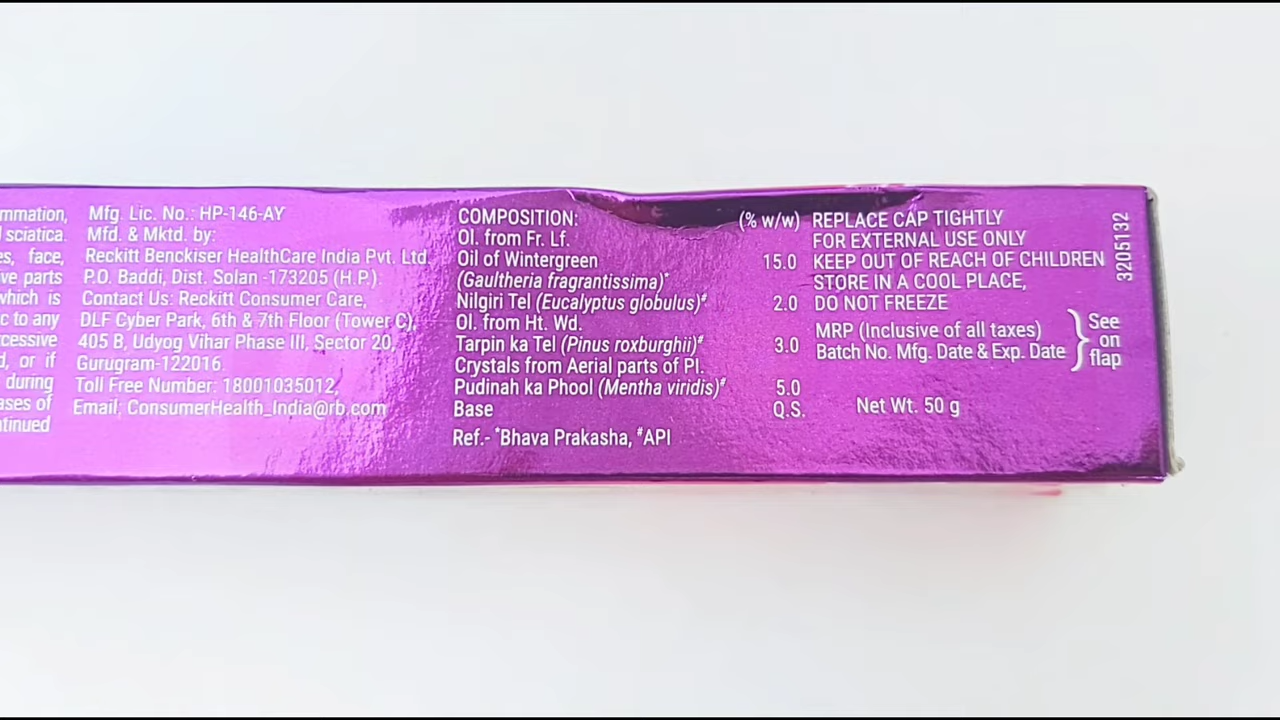 mmation,
sciatica.
es, face,
ve parts
which is
c to any
cessive
d, or if
during
ases of
tinued
Mfg. Lic. No.: HP-146-AY
Mfd. & Mktd. by:
Reckitt Benckiser HealthCare India Pvt. Ltd.
P.O. Baddi, Dist. Solan -173205 (H.P.).
Contact Us: Reckitt Consumer Care,
DLF Cyber Park, 6th & 7th Floor (Tower C),
405 B, Udyog Vihar Phase III, Sector 20,
Gurugram-122016.
Toll Free Number: 18001035012,
Email: ConsumerHealth_India@rb.com
COMPOSITION: (% w/w)
Ol. from Fr. Lf.
Oil of Wintergreen 15.0
(Gaultheria fragrantissima)*
Nilgiri Tel (Eucalyptus globulus)# 2.0
Ol. from Ht. Wd.
Tarpin ka Tel (Pinus roxburghii)# 3.0
Crystals from Aerial parts of Pl.
Pudinah ka Phool (Mentha viridis)# 5.0
Base Q.S.
Ref.- *Bhava Prakasha, #API
REPLACE CAP TIGHTLY
FOR EXTERNAL USE ONLY
KEEP OUT OF REACH OF CHILDREN
STORE IN A COOL PLACE,
DO NOT FREEZE
MRP (Inclusive of all taxes)
Batch No. Mfg. Date & Exp. Date
See
on
flap
Net Wt. 50 g
3205132